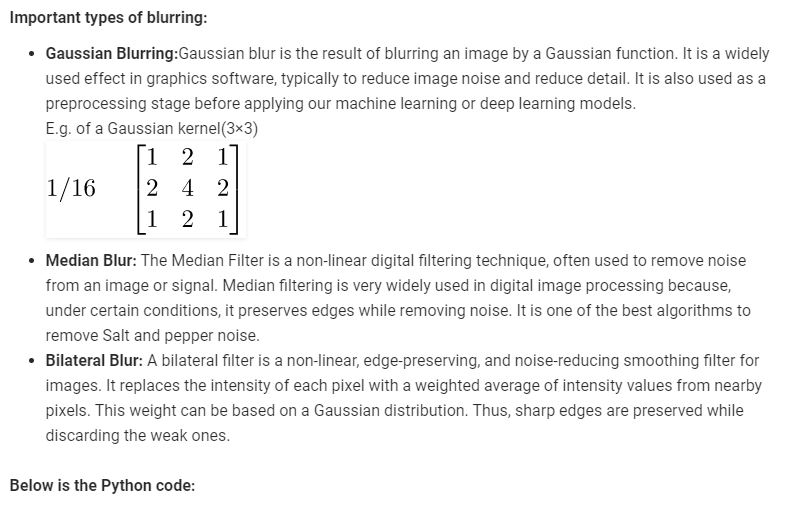 Important types of blurring:
• Gaussian Blurring:Gaussian blur is the result of blurring an image by a Gaussian function. It is a widely
used effect in graphics software, typically to reduce image noise and reduce detail. It is also used as a
preprocessing stage before applying our machine learning or deep learning models.
E.g. of a Gaussian kernel(3×3)
1 2 1
1/16 2 4 2
1 2 1
• Median Blur: The Median Filter is a non-linear digital filtering technique, often used to remove noise
from an image or signal. Median filtering is very widely used in digital image processing because,
under certain conditions, it preserves edges while removing noise. It is one of the best algorithms to
remove Salt and pepper noise.
• Bilateral Blur: A bilateral filter is a non-linear, edge-preserving, and noise-reducing smoothing filter for
images. It replaces the intensity of each pixel with a weighted average of intensity values from nearby
pixels. This weight can be based on a Gaussian distribution. Thus, sharp edges are preserved while
discarding the weak ones.
Below is the Python code: